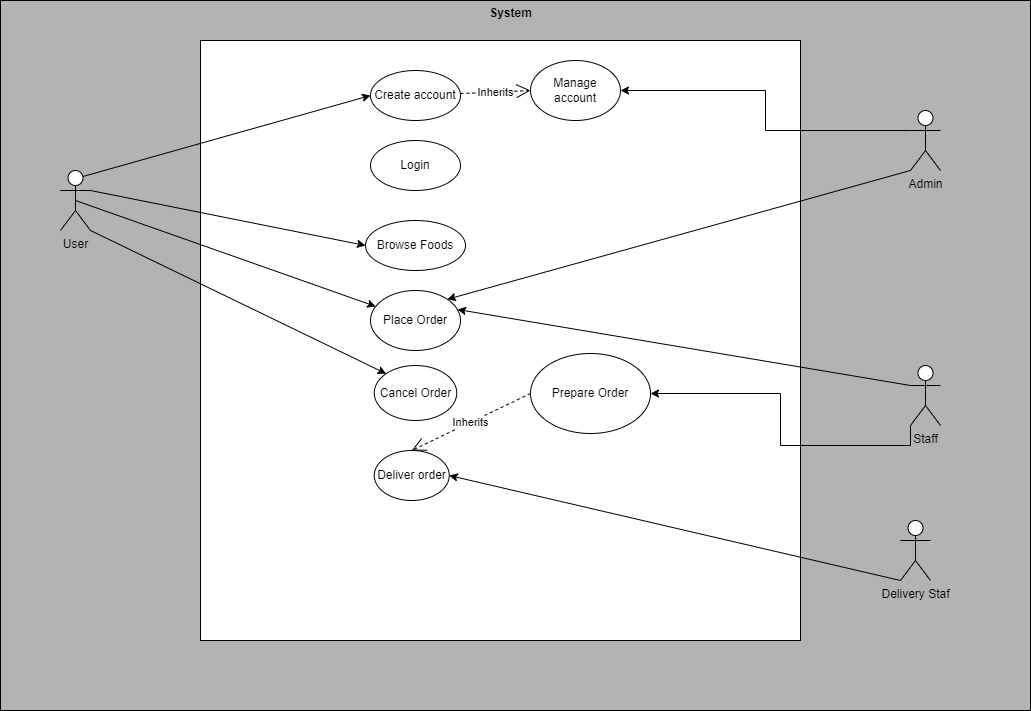 System
Create account
Inherits
Manage
account
Login
Admin
User
Browse Foods
Place Order
Cancel Order
Prepare Order
Inherits
Staff
Deliver order
Delivery Staf